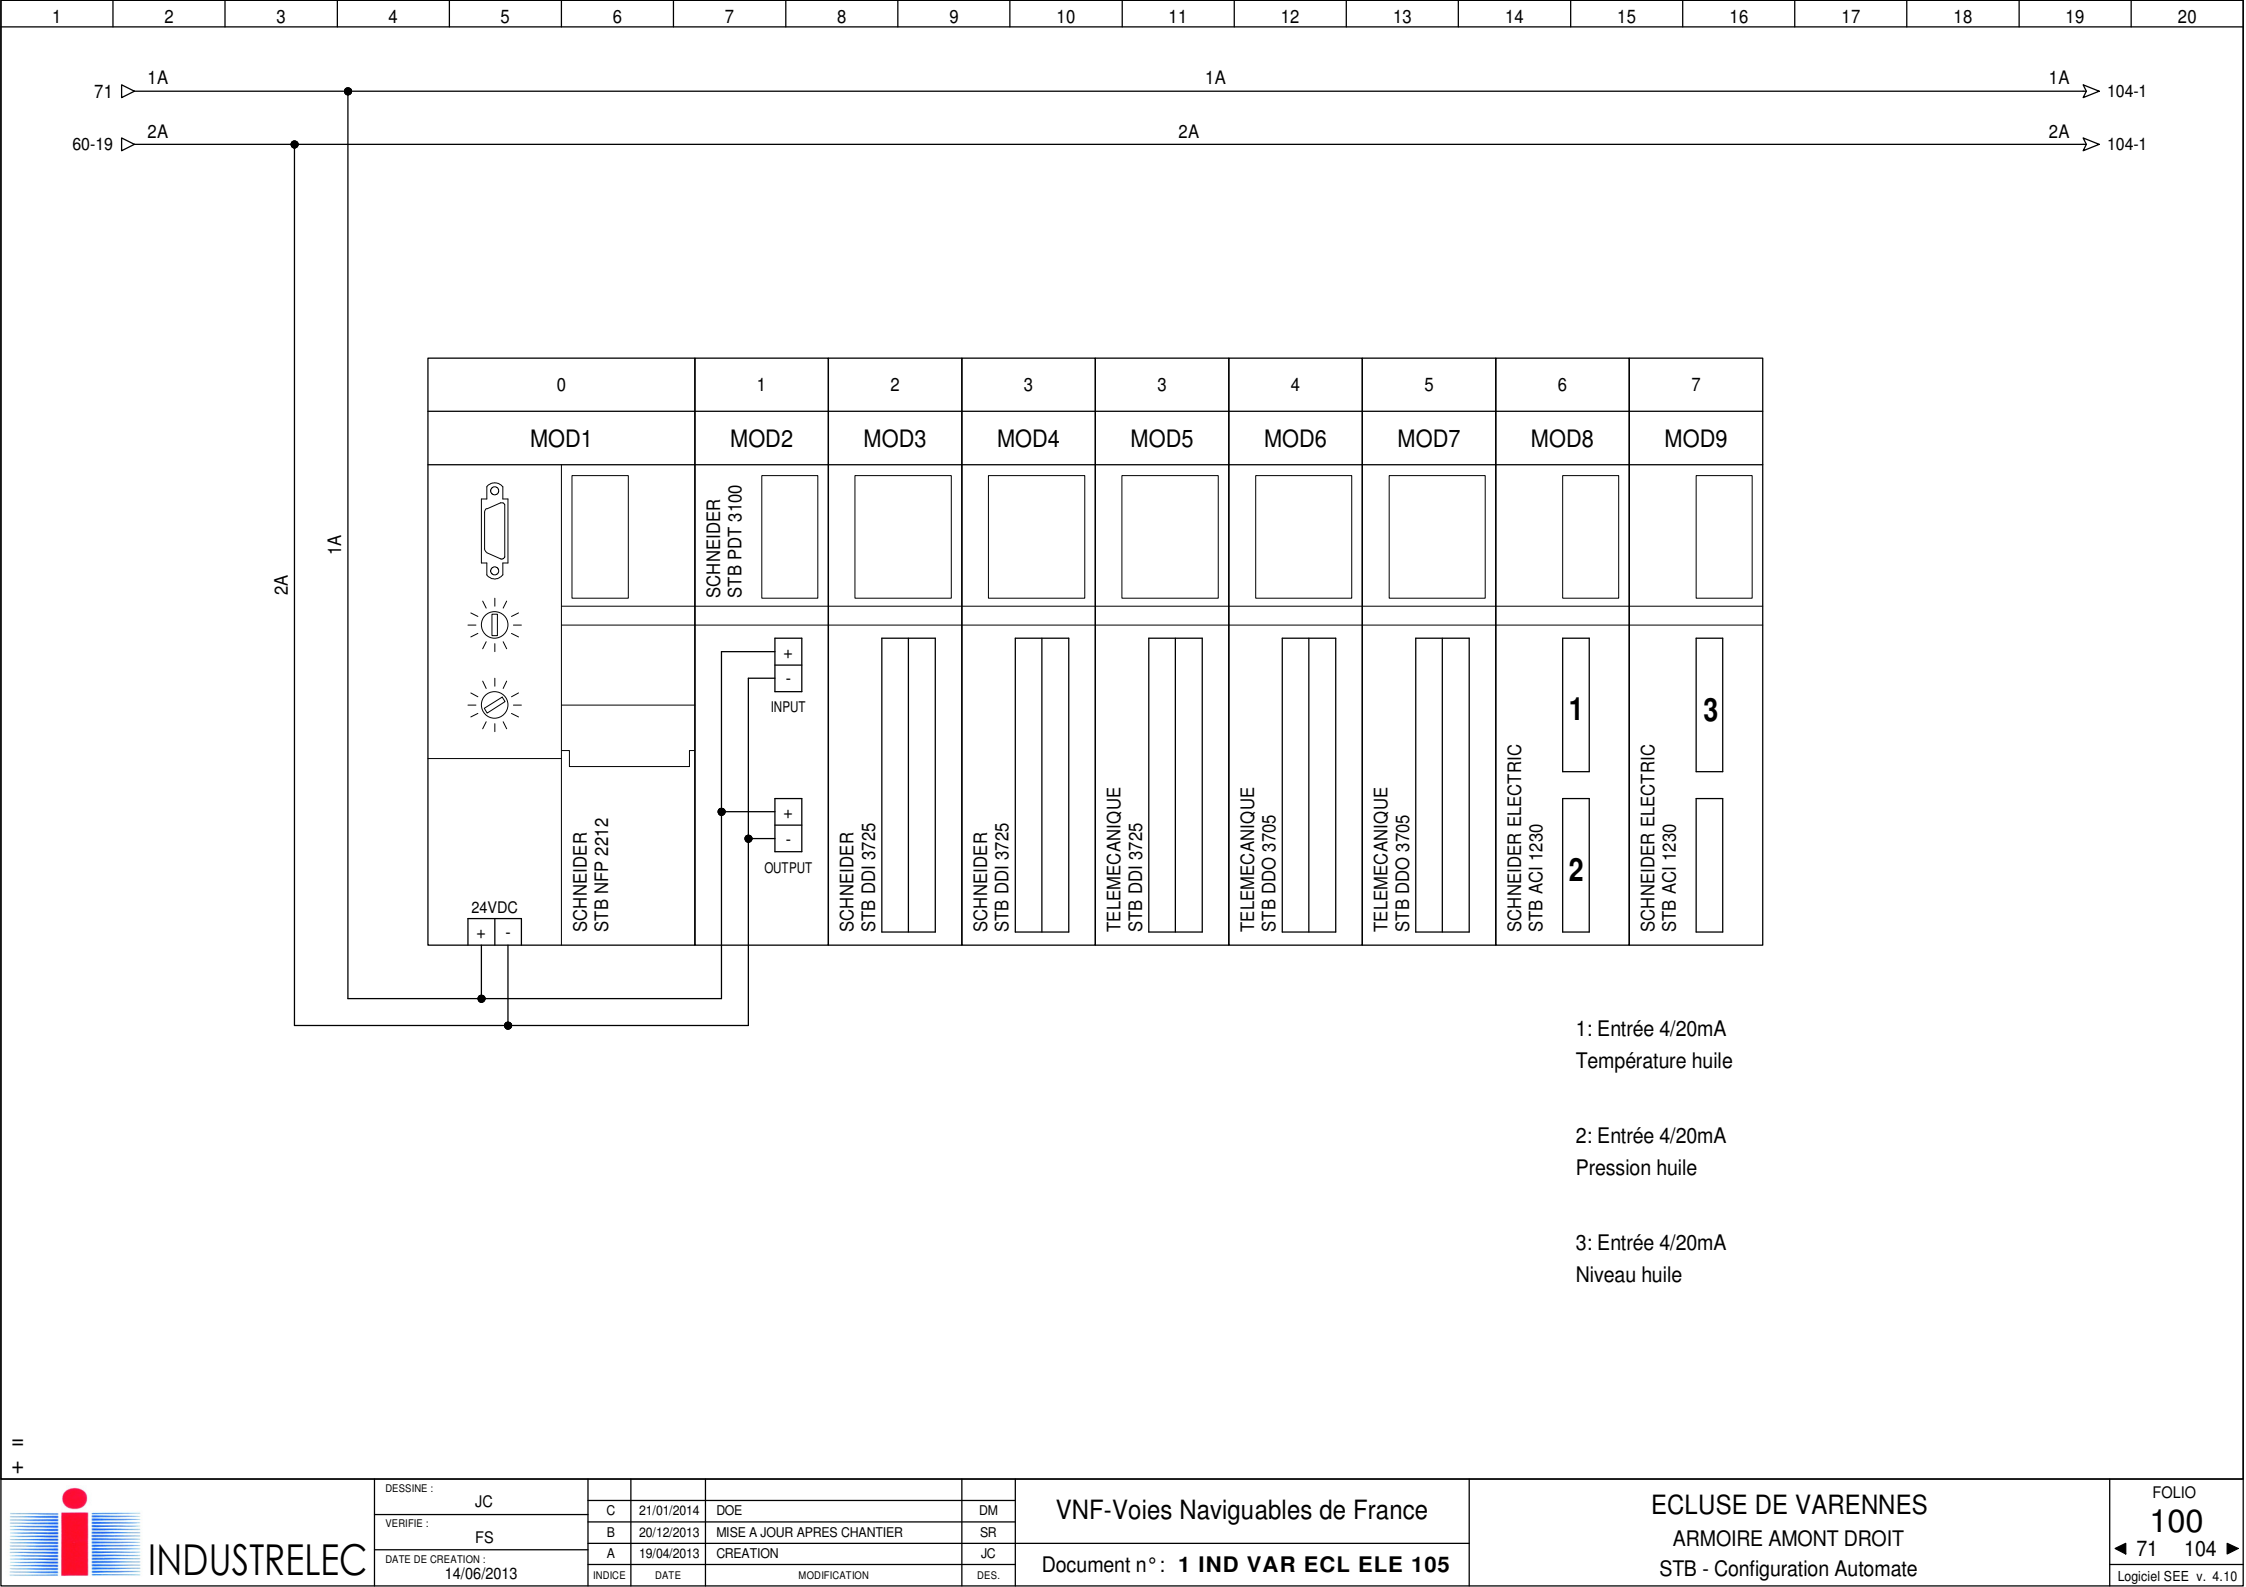 1 2 3 4 5 6 7 8 9 10 11 12 13 14 15 16 17 18 19 20
1A 1A 1A
71 104-1
2A 2A 2A
60-19 104-1
0 1 2 3 3 4 5 6 7
MOD1 MOD2 MOD3 MOD4 MOD5 MOD6 MOD7 MOD8 MOD9
1A
2A
24VDC
+ -
SCHNEIDER
STB NFP 2212
SCHNEIDER
STB PDT 3100
+
-
INPUT
+
-
OUTPUT
SCHNEIDER
STB DDI 3725
SCHNEIDER
STB DDI 3725
TELEMECANIQUE
STB DDI 3725
TELEMECANIQUE
STB DDO 3705
TELEMECANIQUE
STB DDO 3705
SCHNEIDER ELECTRIC
STB ACI 1230
1
2
SCHNEIDER ELECTRIC
STB ACI 1230
3
1: Entrée 4/20mA
Température huile
2: Entrée 4/20mA
Pression huile
3: Entrée 4/20mA
Niveau huile
=
+
INDUSTRELEC
DESSINE :
JC
VERIFIE :
FS
DATE DE CREATION :
14/06/2013
C 21/01/2014 DOE DM
B 20/12/2013 MISE A JOUR APRES CHANTIER SR
A 19/04/2013 CREATION JC
INDICE DATE MODIFICATION DES.
VNF-Voies Naviguables de France
Document n° : 1 IND VAR ECL ELE 105
ECLUSE DE VARENNES
ARMOIRE AMONT DROIT
STB - Configuration Automate
FOLIO
100
71 104
Logiciel SEE v. 4.10